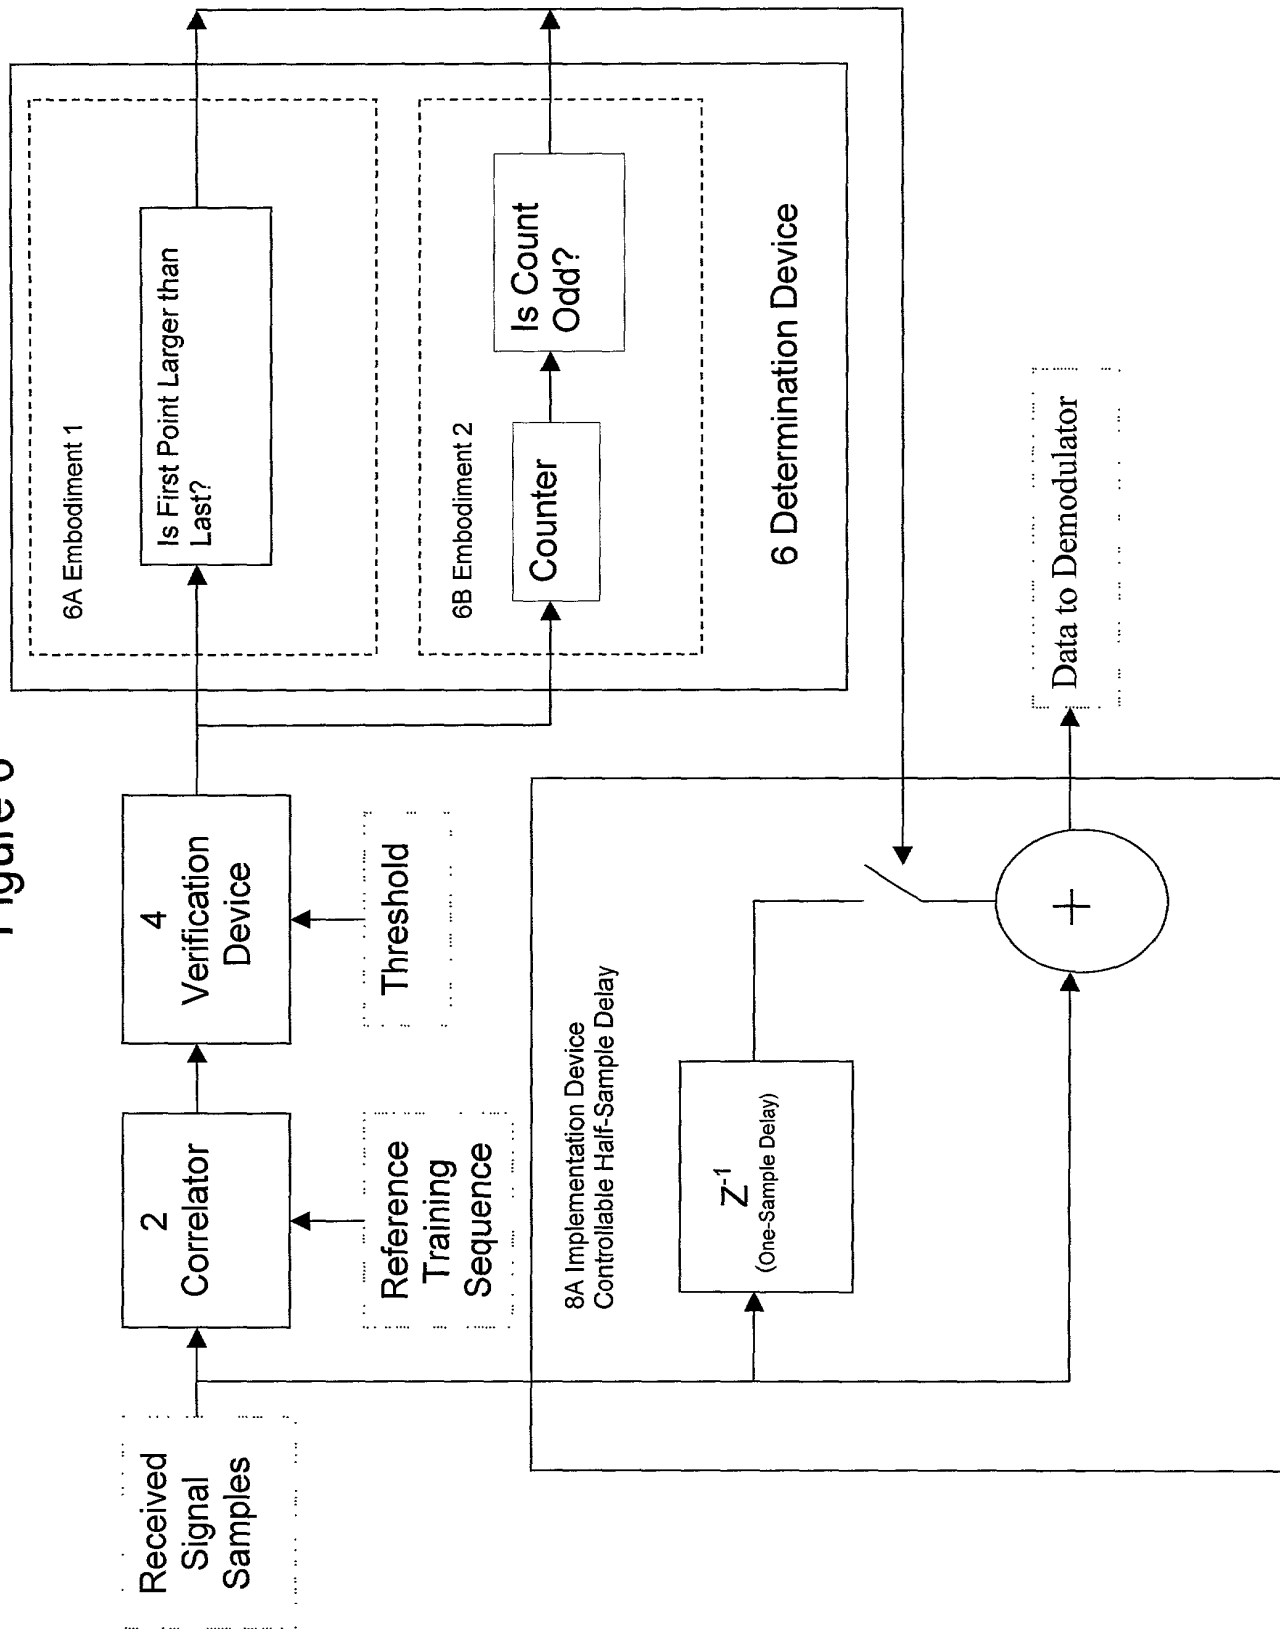 Figure
Received
Signal
Samples
2
Correlator
Reference
Training
Sequence
4
Verification
Device
Threshold
6A Embodiment 1
Is First Point Larger than
Last?
6B Embodiment 2
Counter
Is Count
Odd?
6 Determination Device
8A Implementation Device
Controllable Half-Sample Delay
Z-1
(One-Sample Delay)
+
Data to Demodulator